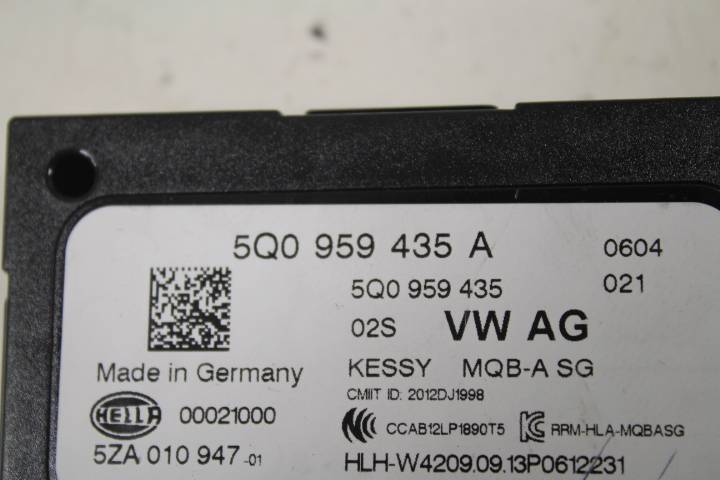 5Q0 959 435 A 0604
5Q0 959 435 021
02S VW AG
Made in Germany KESSY MQB-A SG
CMIIT ID: 2012DJ1998
HELLA 00021000 CCAB12LP1890T5 RRM-HLA-MQBASG
5ZA 010 947 -01 HLH-W4209.09.13P0612231